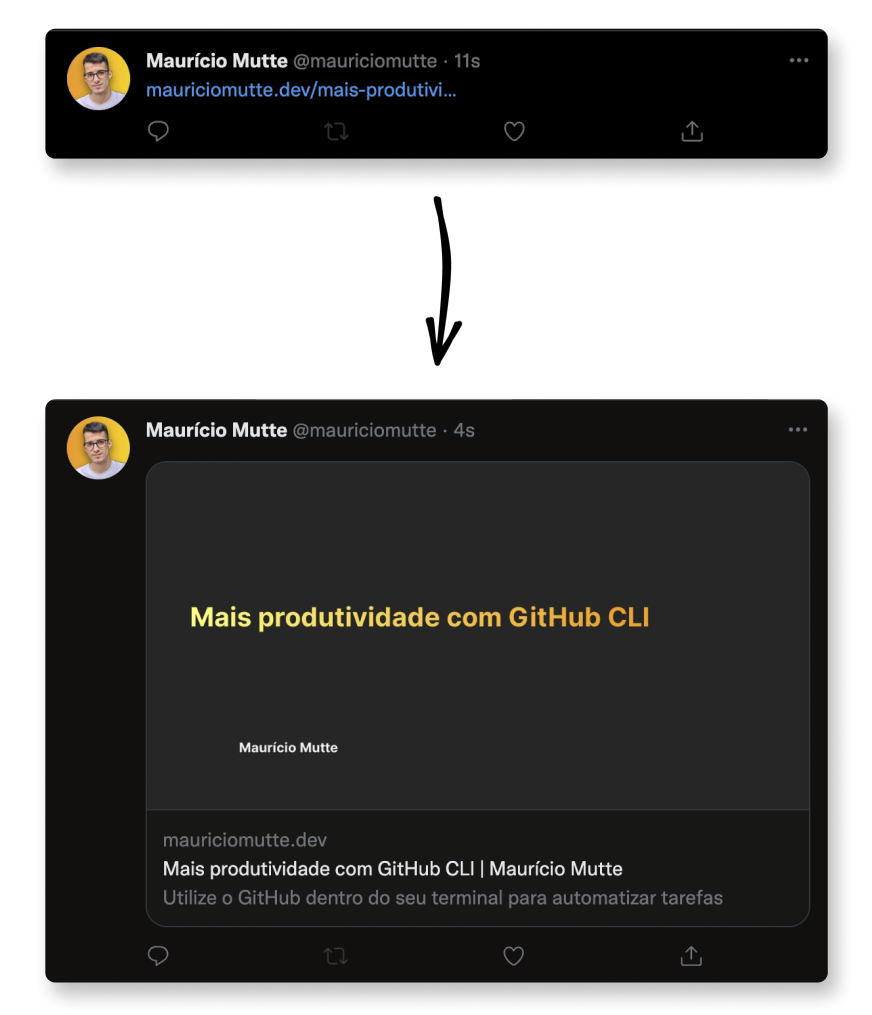 Maurício Mutte @mauriciomutte · 11s
mauriciomutte.dev/mais-produtivi...
Maurício Mutte @mauriciomutte · 4s
Mais produtividade com GitHub CLI
Maurício Mutte
mauriciomutte.dev
Mais produtividade com GitHub CLI | Maurício Mutte
Utilize o GitHub dentro do seu terminal para automatizar tarefas